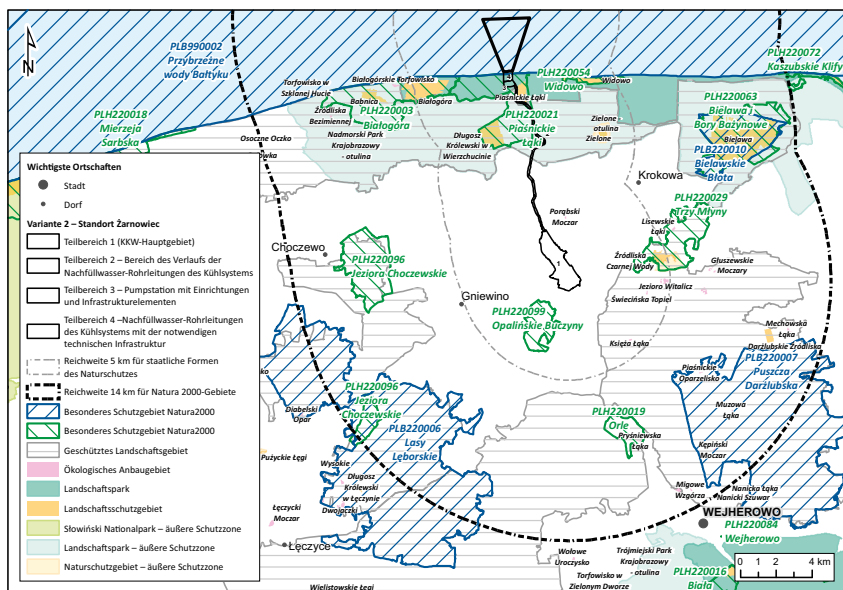 PLB990002
Przybrzeżne
wody Bałtyku
N
PLH220072
Kaszubskie Klify
PLH220054
Widowo
Widowo
Torfowisko w
Szklanej Hucie
Białogórskie Torfowisko
Babnica
Białogóra
Piaśnickie Łąki
4
3
PLH220018
Mierzeja
Sarbska
Źródliska
Bezimiennej
PLH220003
Białogóra
PLH220021
Piaśnickie
Łąki
PLH220063
Bielawa i
Bory Bażynowe
Bielawa
PLB220010
Bielawskie
Błota
Osoczne Oczko
Nadmorski Park
Krajobrazowy
- otulina
Długosz
Królewski w
Wierzchucinie
Zielone -
otulina
Zielone
Krokowa
PLH220029
Trzy Młyny
Lisewskie
Łąki
Porąbski
Moczar
1
Źródliska
Czarnej Wody
Głuszewskie
Moczary
Jezioro Witalicz
Świecińska Topiel
Choczewo
PLH220096
Jeziora Choczewskie
Gniewino
PLH220099
Opalińskie Buczyny
Księża Łąka
Mechowska
Łąka
Darżlubskie Źródliska
PLB220007
Puszcza
Darżlubska
Piaśnickie
Oparzelisko
Muzowa
Łąka
Kępiński
Moczar
PLH220096
Jeziora
Choczewskie
Diabelski
Opar
PLB220006
Lasy
Lęborskie
PLH220019
Orle
Pryśniewska
Łąka
Pużyckie Łęgi
Wysokie
Długosz
Królewski
w Łęczynie
Dwojaczki
Łęczycki
Moczar
Łęczyce
Migowe
Wzgórza
Nanicka Łąka
Nanicki Szuwar
WEJHEROWO
PLH220084
Wejherowo
Wołowe
Uroczysko
Trójmiejski Park
Krajobrazowy
- otulina
Torfowisko w
Zielonym Dworze
PLH220016
Biała
Wielistowskie Łęgi
0 2 4 km
Wichtigste Ortschaften
Stadt
Dorf
Variante 2 – Standort Żarnowiec
Teilbereich 1 (KKW-Hauptgebiet)
Teilbereich 2 – Bereich des Verlaufs der
Nachfüllwasser-Rohrleitungen des Kühlsystems
Teilbereich 3 – Pumpstation mit Einrichtungen
und Infrastrukturelementen
Teilbereich 4 –Nachfüllwasser-Rohrleitungen
des Kühlsystems mit der notwendigen
technischen Infrastruktur
Reichweite 5 km für staatliche Formen
des Naturschutzes
Reichweite 14 km für Natura 2000-Gebiete
Besonderes Schutzgebiet Natura2000
Besonderes Schutzgebiet Natura2000
Geschütztes Landschaftsgebiet
Ökologisches Anbaugebiet
Landschaftspark
Landschaftsschutzgebiet
Słowiński Nationalpark – äußere Schutzzone
Landschaftspark – äußere Schutzzone
Naturschutzgebiet – äußere Schutzzone